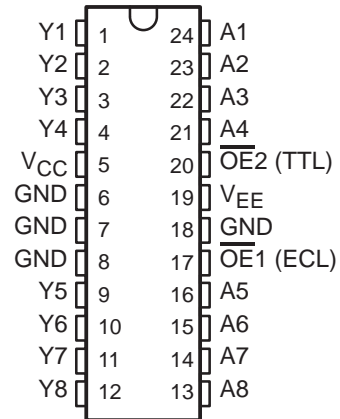 Y1 1 24 A1
Y2 2 23 A2
Y3 3 22 A3
Y4 4 21 A4
VCC 5 20 O̅E̅2 (TTL)
GND 6 19 VEE
GND 7 18 GND
GND 8 17 O̅E̅1 (ECL)
Y5 9 16 A5
Y6 10 15 A6
Y7 11 14 A7
Y8 12 13 A8